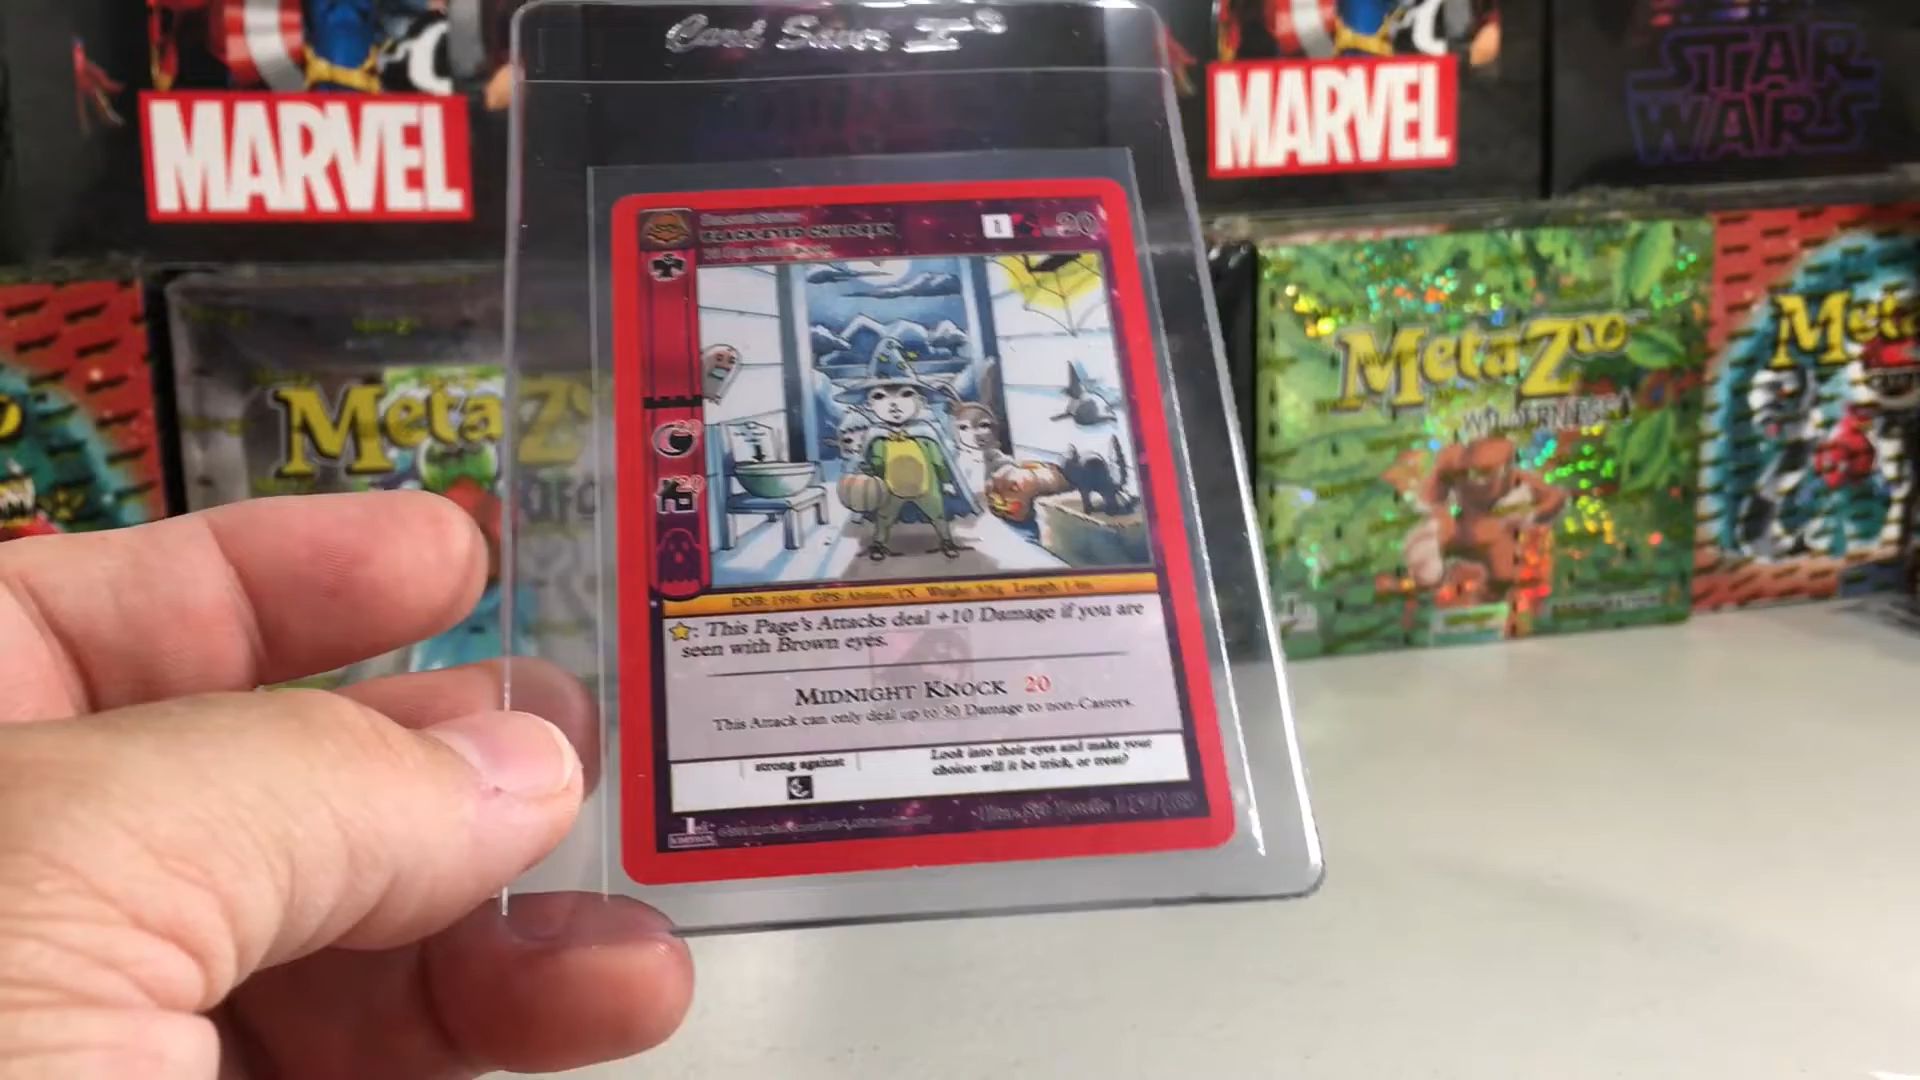 Card Saver I
MARVEL
MARVEL
STAR
WARS
BLACK-EYED CHILDREN
1
20
MetaZoo
UFO
MetaZoo
WILDERNESS
Meta
DOB: 1996 GPS: Abilene, TX Weight: Length: 1.4m
: This Page's Attacks deal +10 Damage if you are
seen with Brown eyes.
MIDNIGHT KNOCK 20
This Attack can only deal up to 30 Damage to non-Casters.
strong against
Look into their eyes and make your
choice: will it be trick, or treat?
1st
EDITION